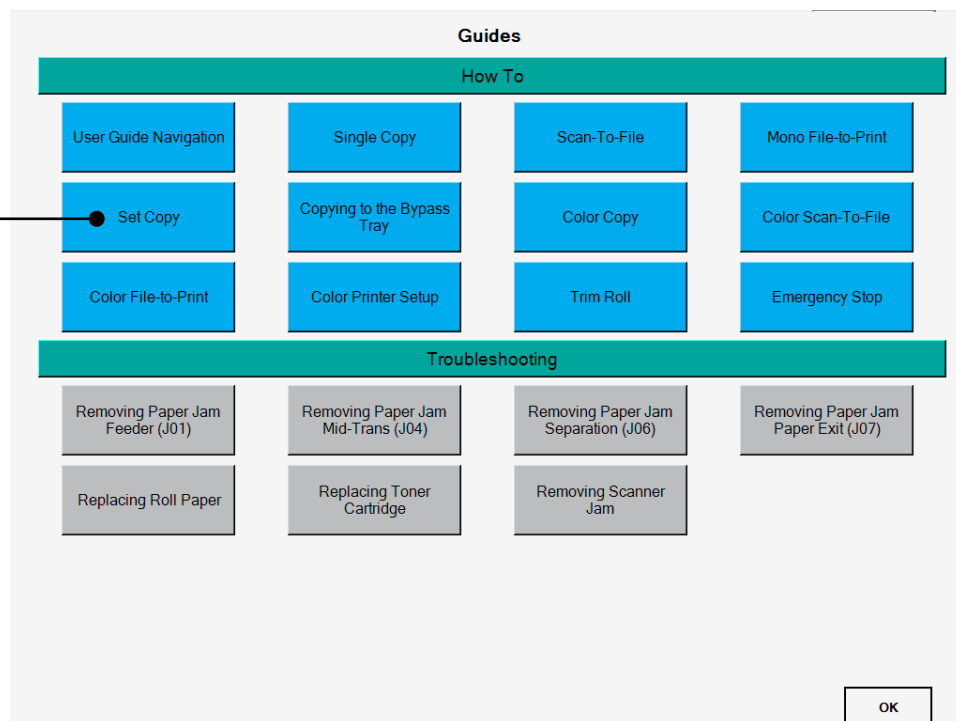 Guides
How To
User Guide Navigation
Single Copy
Scan-To-File
Mono File-to-Print
Set Copy
Copying to the Bypass
Tray
Color Copy
Color Scan-To-File
Color File-to-Print
Color Printer Setup
Trim Roll
Emergency Stop
Troubleshooting
Removing Paper Jam
Feeder (J01)
Removing Paper Jam
Mid-Trans (J04)
Removing Paper Jam
Separation (J06)
Removing Paper Jam
Paper Exit (J07)
Replacing Roll Paper
Replacing Toner
Cartridge
Removing Scanner
Jam
OK